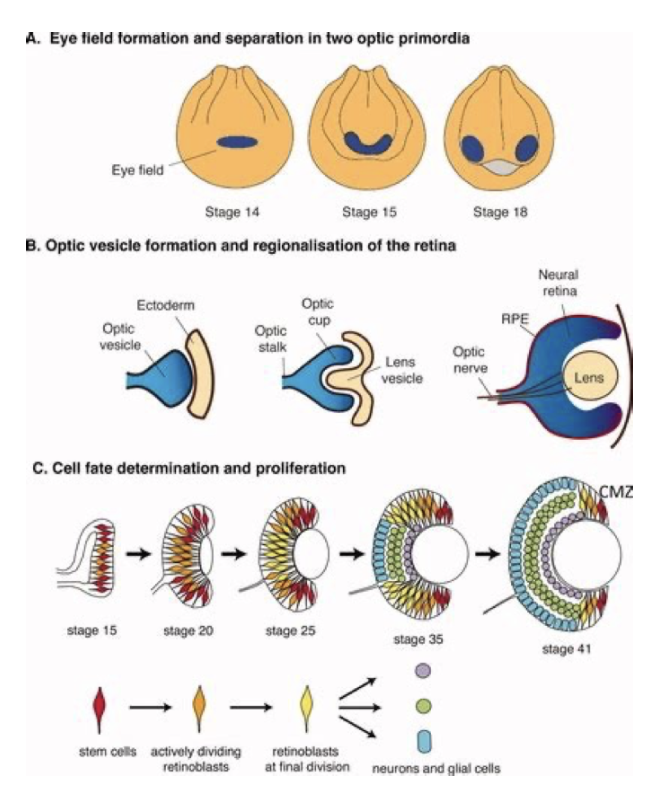 A. Eye field formation and separation in two optic primordia
Eye field
Stage 14
Stage 15
Stage 18
B. Optic vesicle formation and regionalisation of the retina
Ectoderm
Optic
vesicle
Optic
cup
Optic
stalk
Lens
vesicle
Neural
retina
RPE
Optic
nerve
Lens
C. Cell fate determination and proliferation
CMZ
stage 15
stage 20
stage 25
stage 35
stage 41
stem cells
actively dividing
retinoblasts
retinoblasts
at final division
neurons and glial cells